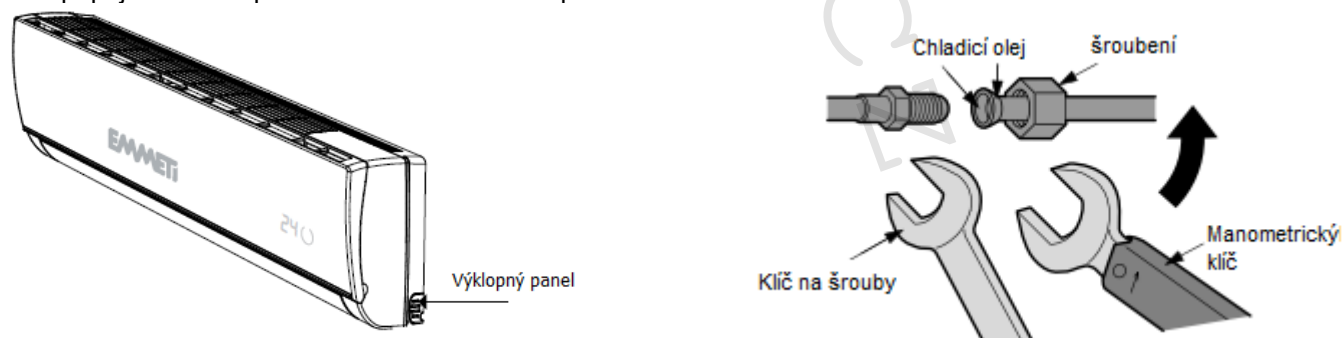 EMMETI
24
Výklopný panel
Chladicí olej
šroubení
Klíč na šrouby
Manometrický
klíč